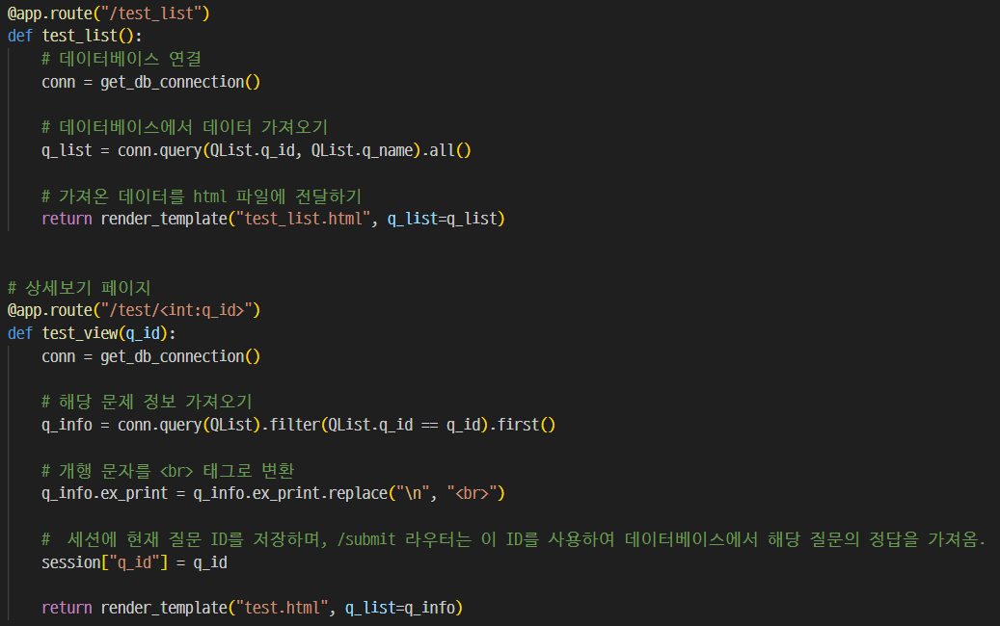 @app.route("/test_list")
def test_list():
    # 데이터베이스 연결
    conn = get_db_connection()
    # 데이터베이스에서 데이터 가져오기
    q_list = conn.query(QList.q_id, QList.q_name).all()
    # 가져온 데이터를 html 파일에 전달하기
    return render_template("test_list.html", q_list=q_list)
# 상세보기 페이지
@app.route("/test/<int:q_id>")
def test_view(q_id):
    conn = get_db_connection()
    # 해당 문제 정보 가져오기
    q_info = conn.query(QList).filter(QList.q_id == q_id).first()
    # 개행 문자를 <br> 태그로 변환
    q_info.ex_print = q_info.ex_print.replace("\n", "<br>")
    #  세션에 현재 질문 ID를 저장하며, /submit 라우터는 이 ID를 사용하여 데이터베이스에서 해당 질문의 정답을 가져옴.
    session["q_id"] = q_id
    return render_template("test.html", q_list=q_info)